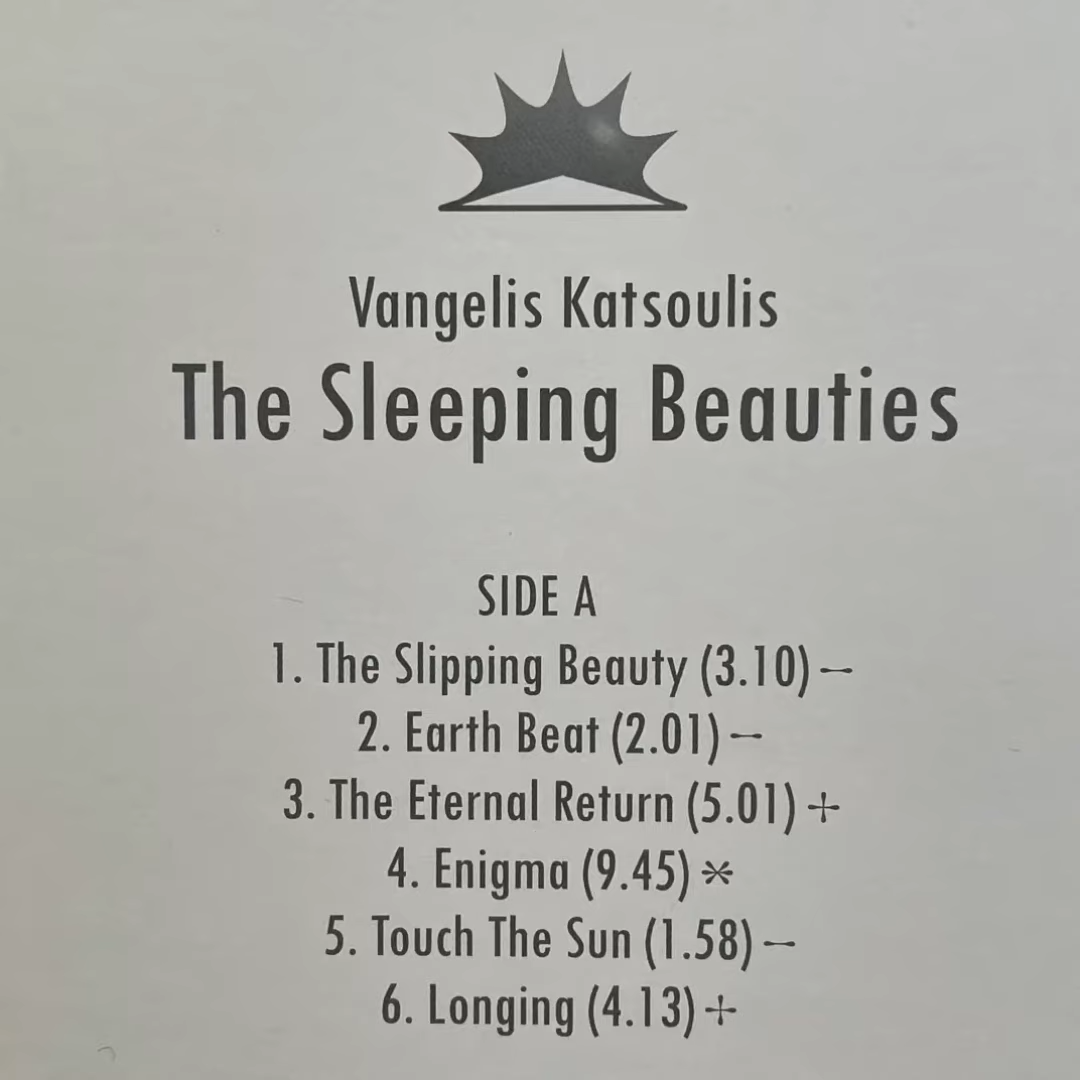 Vangelis Katsoulis
The Sleeping Beauties
SIDE A
1. The Slipping Beauty (3.10) –
2. Earth Beat (2.01) –
3. The Eternal Return (5.01) +
4. Enigma (9.45) *
5. Touch The Sun (1.58) –
6. Longing (4.13) +